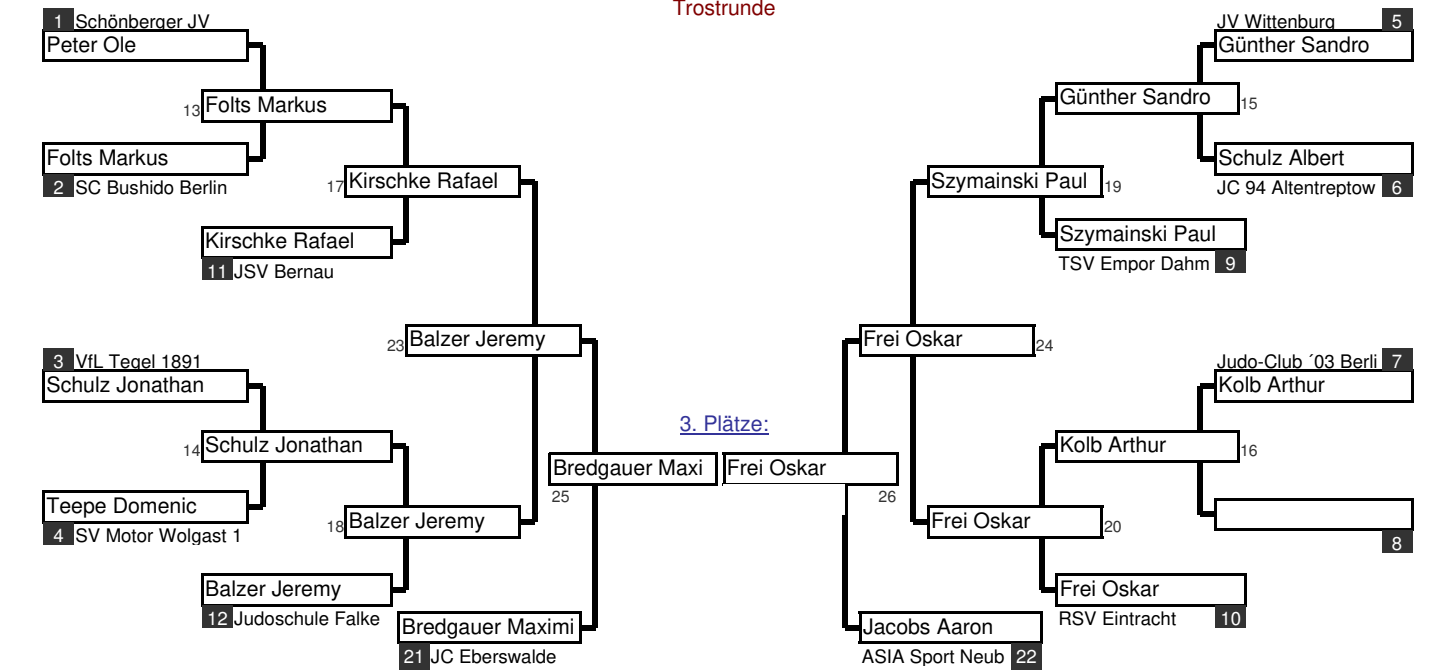 Trostrunde
1 Schönberger JV
Peter Ole
13 Folts Markus
Folts Markus
2 SC Bushido Berlin
17 Kirschke Rafael
Kirschke Rafael
11 JSV Bernau
23 Balzer Jeremy
3 VfL Tegel 1891
Schulz Jonathan
14 Schulz Jonathan
Teepe Domenic
4 SV Motor Wolgast 1
18 Balzer Jeremy
Balzer Jeremy
12 Judoschule Falke
Bredgauer Maximi
21 JC Eberswalde
3. Plätze:
Bredgauer Maxi
25
Frei Oskar
26
JV Wittenburg 5
Günther Sandro
Günther Sandro 15
Schulz Albert
JC 94 Altentreptow 6
Szymainski Paul 19
Szymainski Paul
TSV Empor Dahm 9
Frei Oskar 24
Judo-Club ´03 Berli 7
Kolb Arthur
Kolb Arthur 16
8
Frei Oskar 20
Frei Oskar
RSV Eintracht 10
Jacobs Aaron
ASIA Sport Neub 22